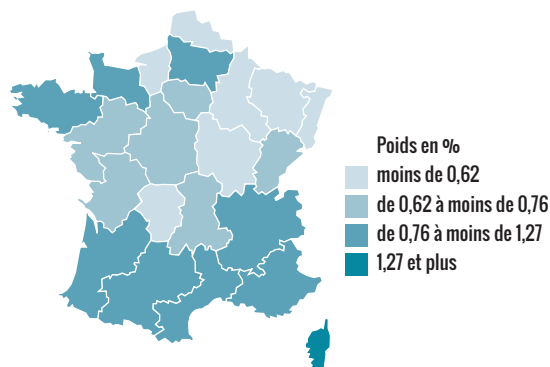 Poids en %
moins de 0,62
de 0,62 à moins de 0,76
de 0,76 à moins de 1,27
1,27 et plus